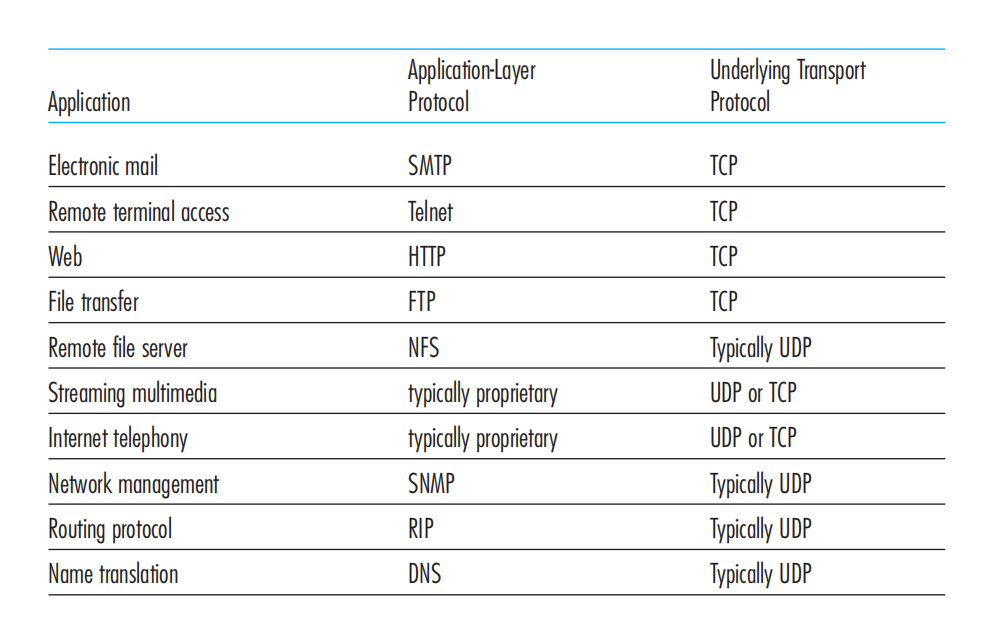 Application Application-Layer Protocol Underlying Transport Protocol
Electronic mail SMTP TCP
Remote terminal access Telnet TCP
Web HTTP TCP
File transfer FTP TCP
Remote file server NFS Typically UDP
Streaming multimedia typically proprietary UDP or TCP
Internet telephony typically proprietary UDP or TCP
Network management SNMP Typically UDP
Routing protocol RIP Typically UDP
Name translation DNS Typically UDP